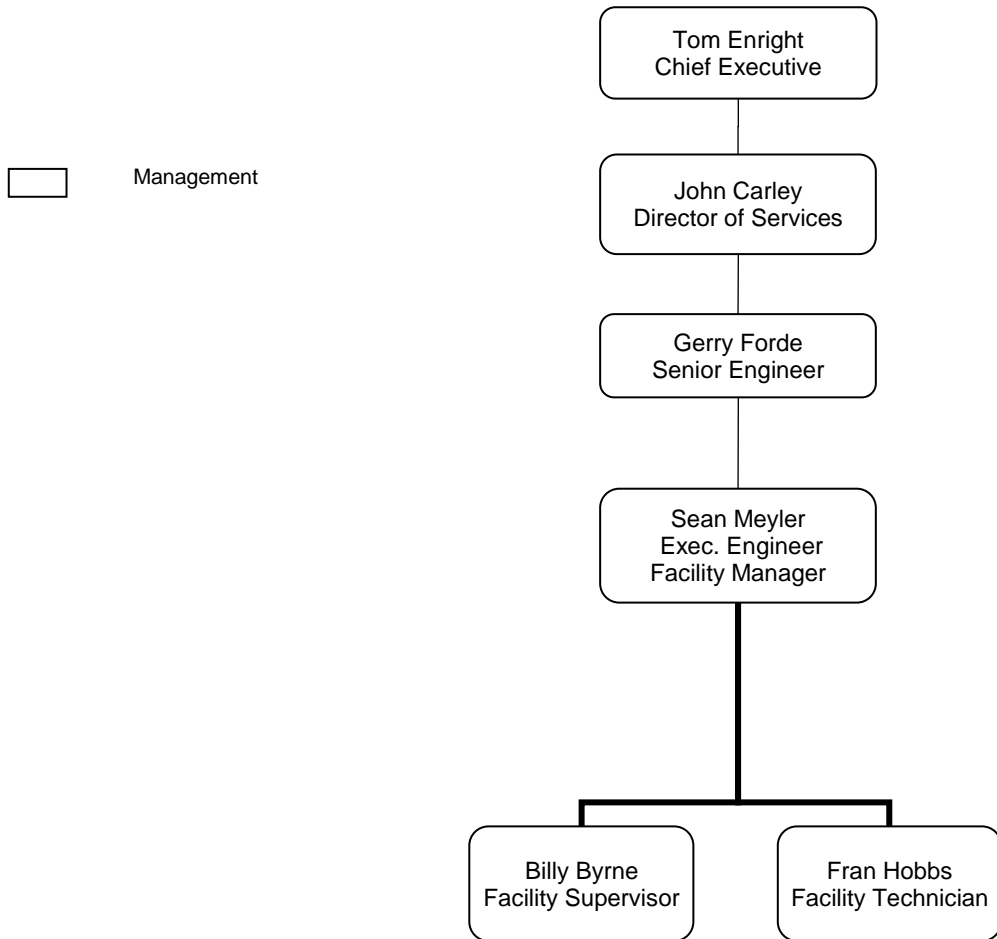 Tom Enright
Chief Executive
Management
John Carley
Director of Services
Gerry Forde
Senior Engineer
Sean Meyler
Exec. Engineer
Facility Manager
Billy Byrne
Facility Supervisor
Fran Hobbs
Facility Technician